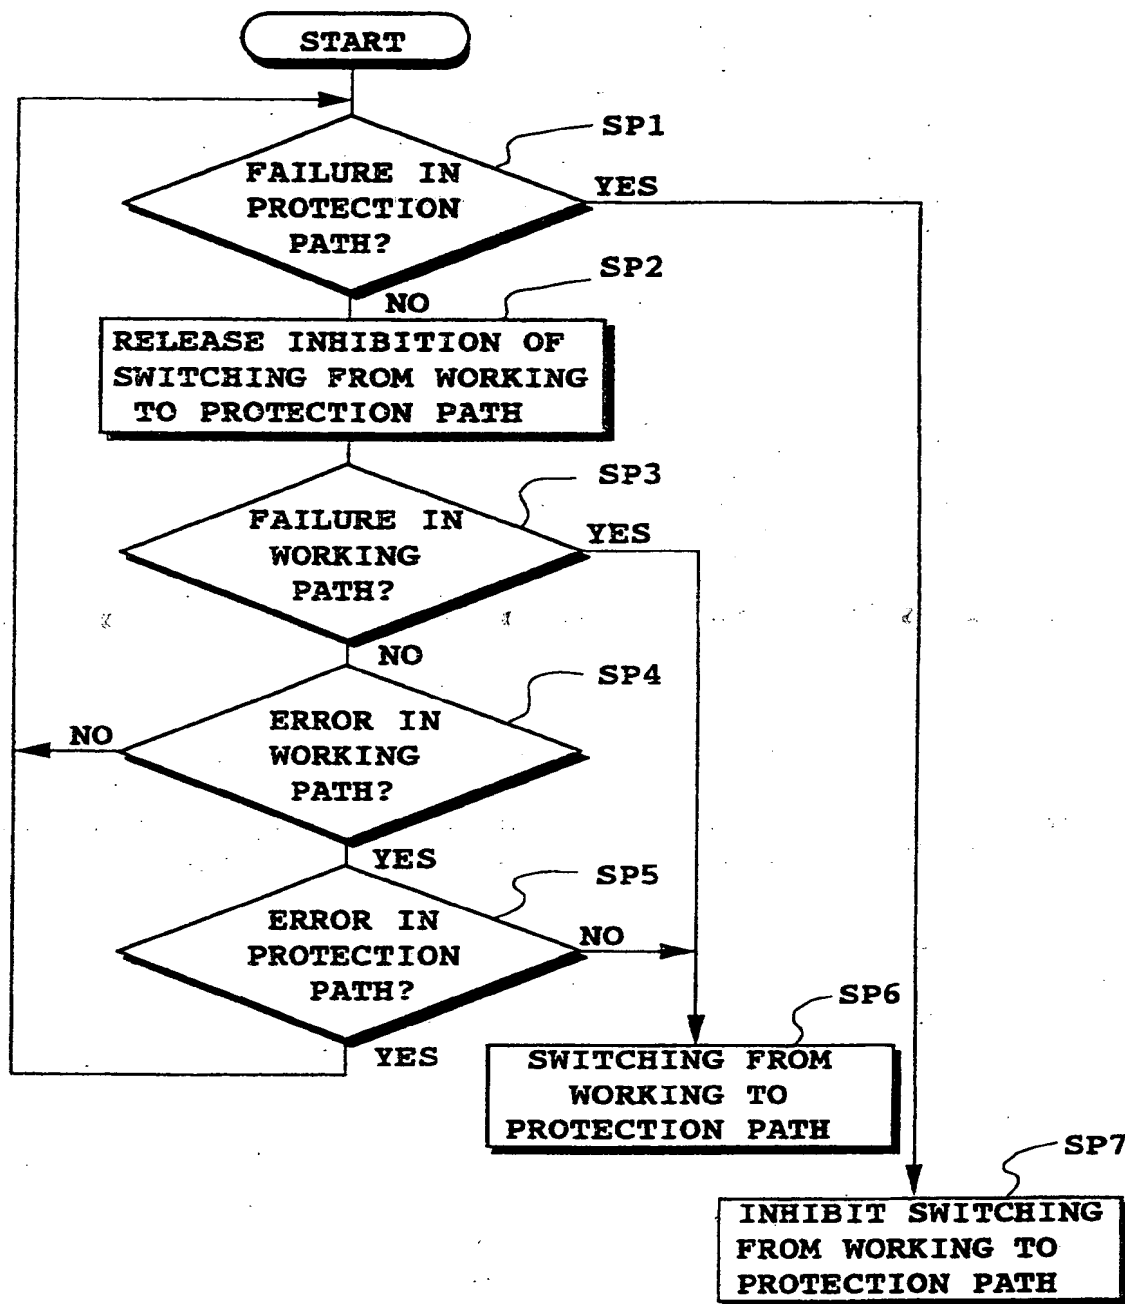 START
SP1
FAILURE IN
PROTECTION
PATH?
YES
SP2
NO
RELEASE INHIBITION OF
SWITCHING FROM WORKING
TO PROTECTION PATH
SP3
FAILURE IN
WORKING
PATH?
YES
NO
SP4
ERROR IN
WORKING
PATH?
NO
YES
SP5
ERROR IN
PROTECTION
PATH?
NO
YES
SP6
SWITCHING FROM
WORKING TO
PROTECTION PATH
SP7
INHIBIT SWITCHING
FROM WORKING TO
PROTECTION PATH